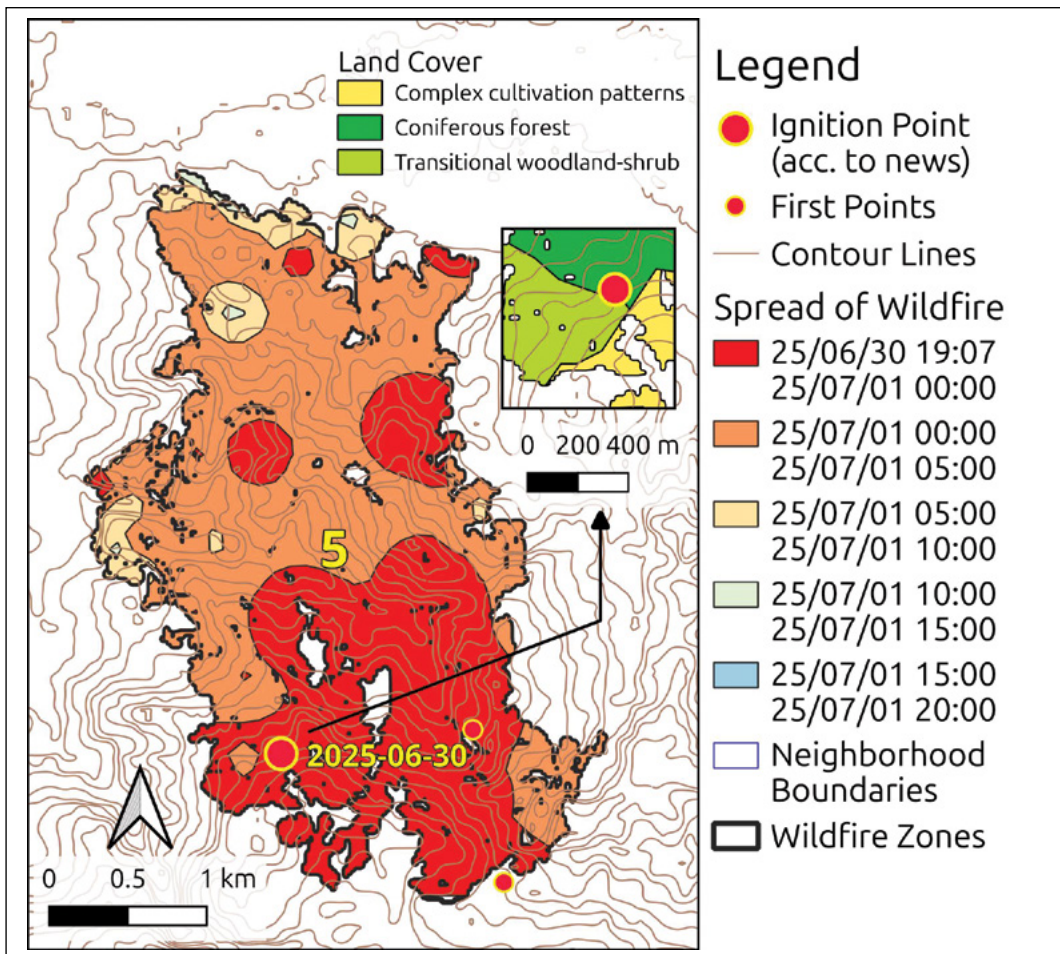 Land Cover
Complex cultivation patterns
Coniferous forest
Transitional woodland-shrub
0 200 400 m
5
2025-06-30
0 0.5 1 km
Legend
Ignition Point
(acc. to news)
First Points
Contour Lines
Spread of Wildfire
25/06/30 19:07
25/07/01 00:00
25/07/01 00:00
25/07/01 05:00
25/07/01 05:00
25/07/01 10:00
25/07/01 10:00
25/07/01 15:00
25/07/01 15:00
25/07/01 20:00
Neighborhood
Boundaries
Wildfire Zones